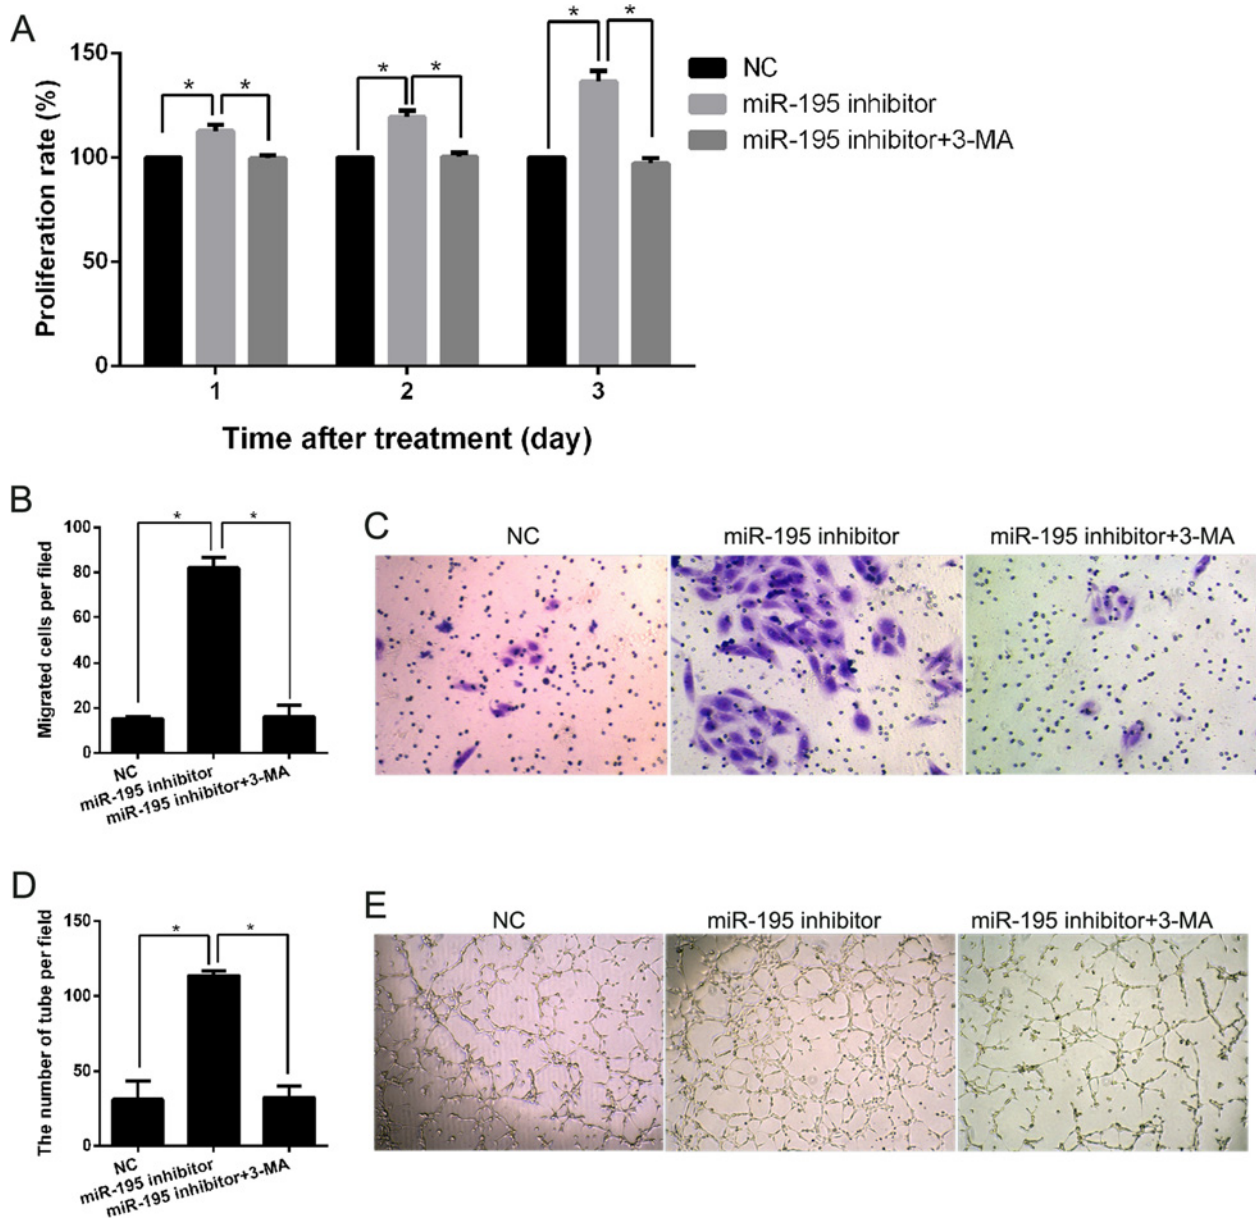 A
* * * * * *
150
100
50
0
Proliferation rate (%)
1 2 3
Time after treatment (day)
NC
miR-195 inhibitor
miR-195 inhibitor+3-MA
B
* *
100
80
60
40
20
0
Migrated cells per filed
NC
miR-195 inhibitor
miR-195 inhibitor+3-MA
C
NC miR-195 inhibitor miR-195 inhibitor+3-MA
D
* *
150
100
50
0
The number of tube per field
NC
miR-195 inhibitor
miR-195 inhibitor+3-MA
E
NC miR-195 inhibitor miR-195 inhibitor+3-MA